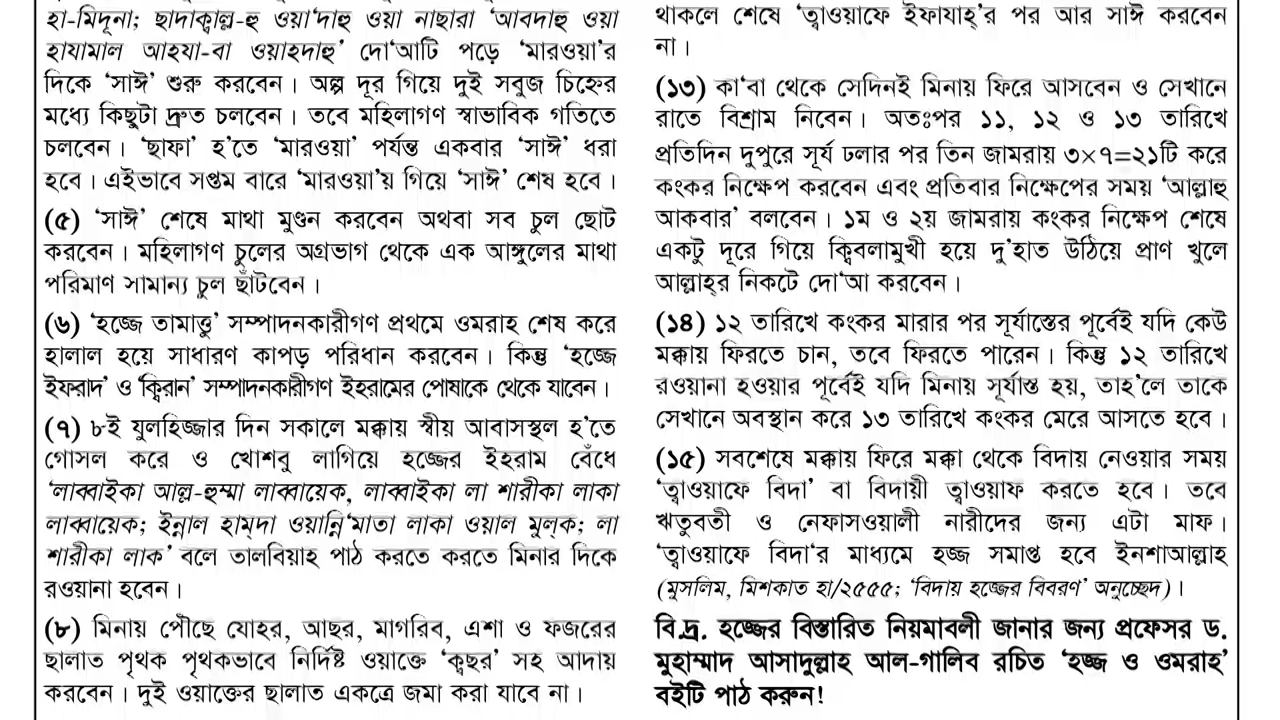 হা-মিদূনা; ছাদাক্বাল্ল-হু ওয়া‘দাহু ওয়া নাছারা ‘আবদাহু ওয়া
হাযামাল আহযা-বা ওয়াহদাহু’ দো‘আটি পড়ে ‘মারওয়া’র
দিকে ‘সাঈ’ শুরু করবেন। অল্প দূর গিয়ে দুই সবুজ চিহ্নের
মধ্যে কিছুটা দ্রুত চলবেন। তবে মহিলাগণ স্বাভাবিক গতিতে
চলবেন। ‘ছাফা’ হ’তে ‘মারওয়া’ পর্যন্ত একবার ‘সাঈ’ ধরা
হবে। এইভাবে সপ্তম বারে ‘মারওয়া’য় গিয়ে ‘সাঈ’ শেষ হবে।
(৫) ‘সাঈ’ শেষে মাথা মুণ্ডন করবেন অথবা সব চুল ছোট
করবেন। মহিলাগণ চুলের অগ্রভাগ থেকে এক আঙ্গুলের মাথা
পরিমাণ সামান্য চুল ছাঁটবেন।
(৬) ‘হজ্জে তামাত্তু’ সম্পাদনকারীগণ প্রথমে ওমরাহ শেষ করে
হালাল হয়ে সাধারণ কাপড় পরিধান করবেন। কিন্তু ‘হজ্জে
ইফরাদ’ ও ‘ক্বিরান’ সম্পাদনকারীগণ ইহরামের পোষাকে থেকে যাবেন।
(৭) ৮ই যুলহিজ্জার দিন সকালে মক্কায় স্বীয় আবাসস্থল হ’তে
গোসল করে ও খোশবু লাগিয়ে হজ্জের ইহরাম বেঁধে
‘লাব্বাইকা আল্ল-হুম্মা লাব্বায়েক, লাব্বাইকা লা শারীকা লাকা
লাব্বায়েক; ইন্নাল হাম্‌দা ওয়ান্নি‘মাতা লাকা ওয়াল মুল্‌ক; লা
শারীকা লাক’ বলে তালবিয়াহ পাঠ করতে করতে মিনার দিকে
রওয়ানা হবেন।
(৮) মিনায় পৌঁছে যোহর, আছর, মাগরিব, এশা ও ফজরের
ছালাত পৃথক পৃথকভাবে নির্দিষ্ট ওয়াক্তে ‘ক্বছর’ সহ আদায়
করবেন। দুই ওয়াক্তের ছালাত একত্রে জমা করা যাবে না।
থাকলে শেষে ‘ত্বাওয়াফে ইফাযাহ’র পর আর সাঈ করবেন
না।
(১৩) কা‘বা থেকে সেদিনই মিনায় ফিরে আসবেন ও সেখানে
রাতে বিশ্রাম নিবেন। অতঃপর ১১, ১২ ও ১৩ তারিখে
প্রতিদিন দুপুরে সূর্য ঢলার পর তিন জামরায় ৩×৭=২১টি করে
কংকর নিক্ষেপ করবেন এবং প্রতিবার নিক্ষেপের সময় ‘আল্লাহু
আকবার’ বলবেন। ১ম ও ২য় জামরায় কংকর নিক্ষেপ শেষে
একটু দূরে গিয়ে ক্বিবলামুখী হয়ে দু’হাত উঠিয়ে প্রাণ খুলে
আল্লাহ্‌র নিকটে দো‘আ করবেন।
(১৪) ১২ তারিখে কংকর মারার পর সূর্যাস্তের পূর্বেই যদি কেউ
মক্কায় ফিরতে চান, তবে ফিরতে পারেন। কিন্তু ১২ তারিখে
রওয়ানা হওয়ার পূর্বেই যদি মিনায় সূর্যাস্ত হয়, তাহ’লে তাকে
সেখানে অবস্থান করে ১৩ তারিখে কংকর মেরে আসতে হবে।
(১৫) সবশেষে মক্কায় ফিরে মক্কা থেকে বিদায় নেওয়ার সময়
‘ত্বাওয়াফে বিদা’ বা বিদায়ী ত্বাওয়াফ করতে হবে। তবে
ঋতুবতী ও নেফাসওয়ালী নারীদের জন্য এটা মাফ।
‘ত্বাওয়াফে বিদা‘র মাধ্যমে হজ্জ সমাপ্ত হবে ইনশাআল্লাহ
(মুসলিম, মিশকাত হা/২৫৫৫; ‘বিদায় হজ্জের বিবরণ’ অনুচ্ছেদ)।
বি.দ্র. হজ্জের বিস্তারিত নিয়মাবলী জানার জন্য প্রফেসর ড.
মুহাম্মাদ আসাদুল্লাহ আল-গালিব রচিত ‘হজ্জ ও ওমরাহ’
বইটি পাঠ করুন!